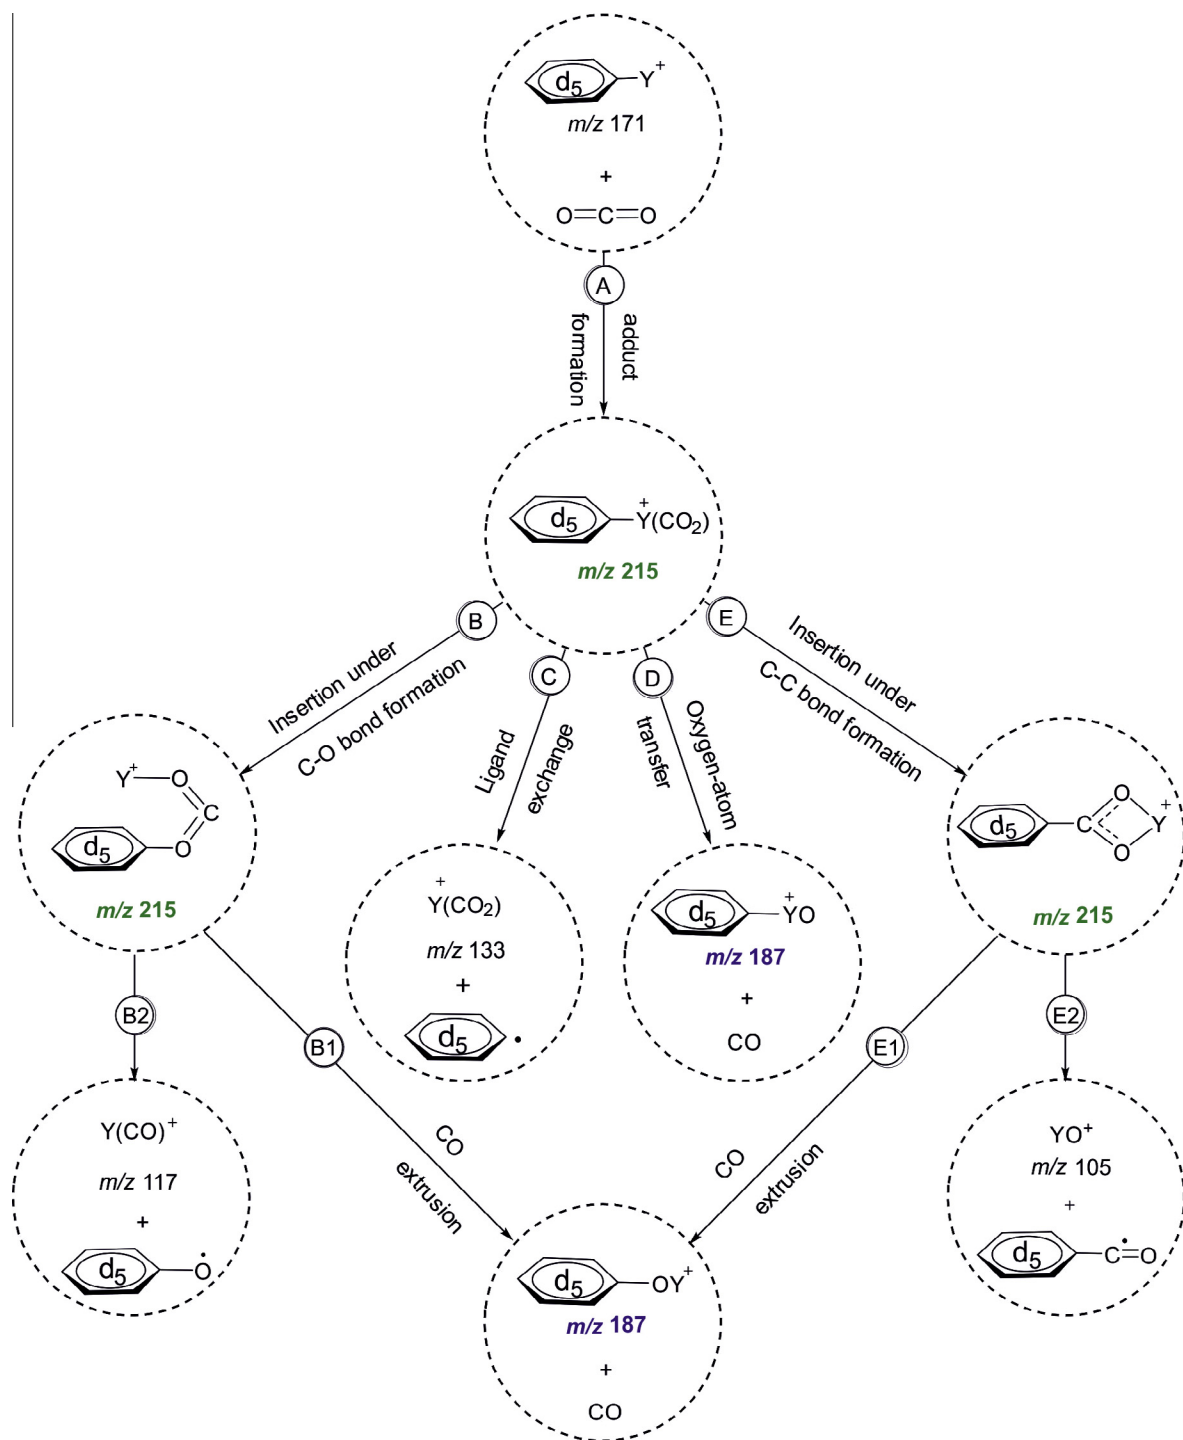 d5
Y+
m/z 171
+
O=C=O
A
adduct
formation
d5
Y+(CO2)
m/z 215
B
Insertion under
C-O bond formation
C
Ligand
exchange
D
Oxygen-atom
transfer
E
Insertion under
C-C bond formation
Y+—O
C
d5
O
m/z 215
Y+(CO2)
m/z 133
+
d5 •
d5
Y+O
m/z 187
+
CO
O
d5
C
Y+
O
m/z 215
B2
B1
E1
E2
CO
extrusion
CO
extrusion
Y(CO)+
m/z 117
+
d5
O•
d5
OY+
m/z 187
+
CO
YO+
m/z 105
+
d5
C•=O